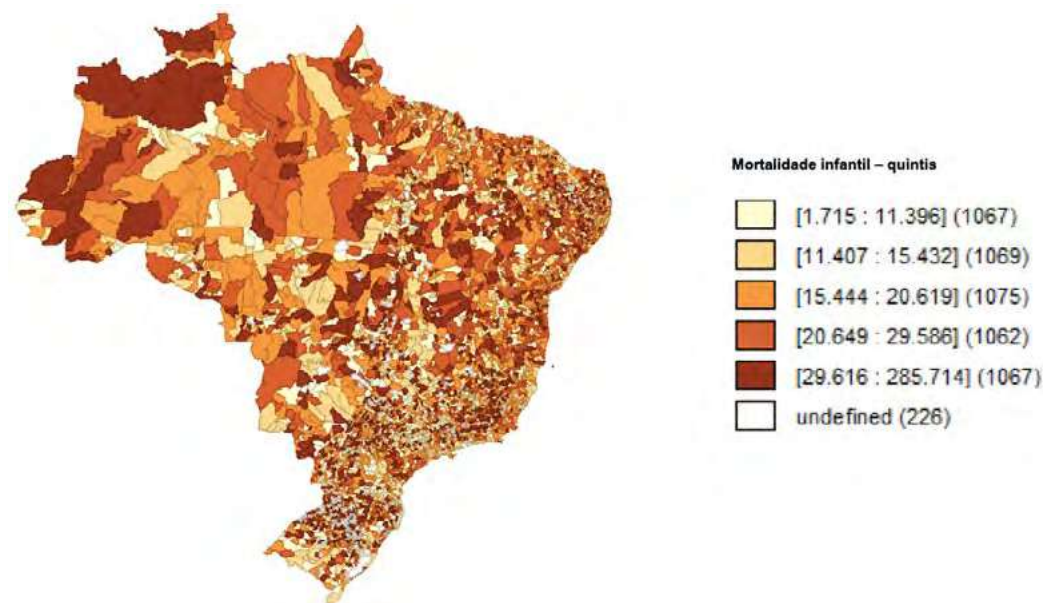 Mortalidade infantil – quintis
[1.715 : 11.396] (1067)
[11.407 : 15.432] (1069)
[15.444 : 20.619] (1075)
[20.649 : 29.586] (1062)
[29.616 : 285.714] (1067)
undefined (226)